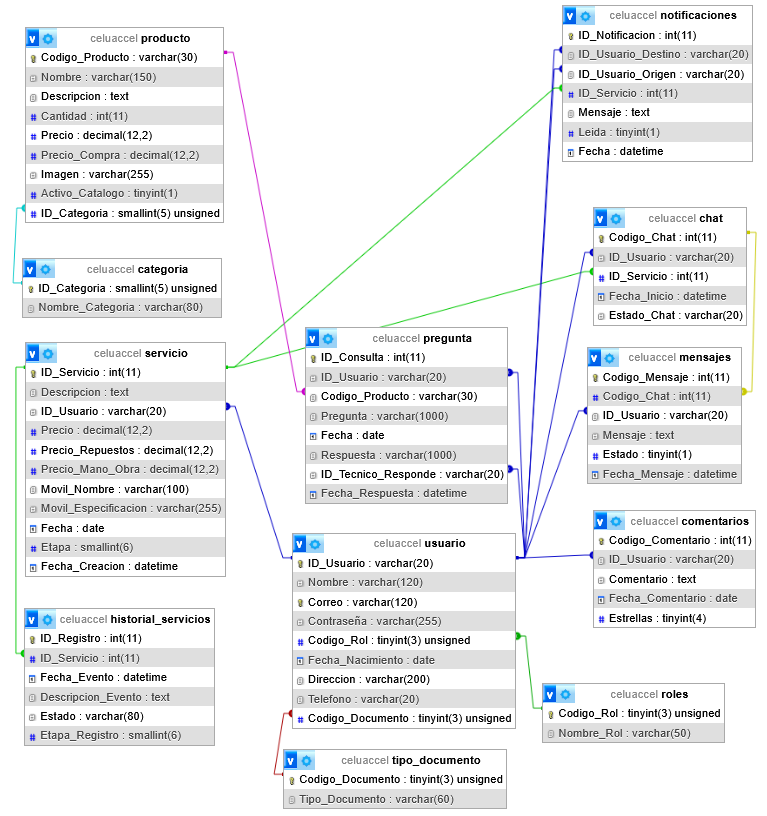 celuaccel producto
Codigo_Producto : varchar(30)
Nombre : varchar(150)
Descripcion : text
Cantidad : int(11)
Precio : decimal(12,2)
Precio_Compra : decimal(12,2)
Imagen : varchar(255)
Activo_Catalogo : tinyint(1)
ID_Categoria : smallint(5) unsigned
celuaccel categoria
ID_Categoria : smallint(5) unsigned
Nombre_Categoria : varchar(80)
celuaccel servicio
ID_Servicio : int(11)
Descripcion : text
ID_Usuario : varchar(20)
Precio : decimal(12,2)
Precio_Repuestos : decimal(12,2)
Precio_Mano_Obra : decimal(12,2)
Movil_Nombre : varchar(100)
Movil_Especificacion : varchar(255)
Fecha : date
Etapa : smallint(6)
Fecha_Creacion : datetime
celuaccel historial_servicios
ID_Registro : int(11)
ID_Servicio : int(11)
Fecha_Evento : datetime
Descripcion_Evento : text
Estado : varchar(80)
Etapa_Registro : smallint(6)
celuaccel pregunta
ID_Consulta : int(11)
ID_Usuario : varchar(20)
Codigo_Producto : varchar(30)
Pregunta : varchar(1000)
Fecha : date
Respuesta : varchar(1000)
ID_Tecnico_Responde : varchar(20)
Fecha_Respuesta : datetime
celuaccel usuario
ID_Usuario : varchar(20)
Nombre : varchar(120)
Correo : varchar(120)
Contraseña : varchar(255)
Codigo_Rol : tinyint(3) unsigned
Fecha_Nacimiento : date
Direccion : varchar(200)
Telefono : varchar(20)
Codigo_Documento : tinyint(3) unsigned
celuaccel tipo_documento
Codigo_Documento : tinyint(3) unsigned
Tipo_Documento : varchar(60)
celuaccel notificaciones
ID_Notificacion : int(11)
ID_Usuario_Destino : varchar(20)
ID_Usuario_Origen : varchar(20)
ID_Servicio : int(11)
Mensaje : text
Leida : tinyint(1)
Fecha : datetime
celuaccel chat
Codigo_Chat : int(11)
ID_Usuario : varchar(20)
ID_Servicio : int(11)
Fecha_Inicio : datetime
Estado_Chat : varchar(20)
celuaccel mensajes
Codigo_Mensaje : int(11)
Codigo_Chat : int(11)
ID_Usuario : varchar(20)
Mensaje : text
Estado : tinyint(1)
Fecha_Mensaje : datetime
celuaccel comentarios
Codigo_Comentario : int(11)
ID_Usuario : varchar(20)
Comentario : text
Fecha_Comentario : date
Estrellas : tinyint(4)
celuaccel roles
Codigo_Rol : tinyint(3) unsigned
Nombre_Rol : varchar(50)